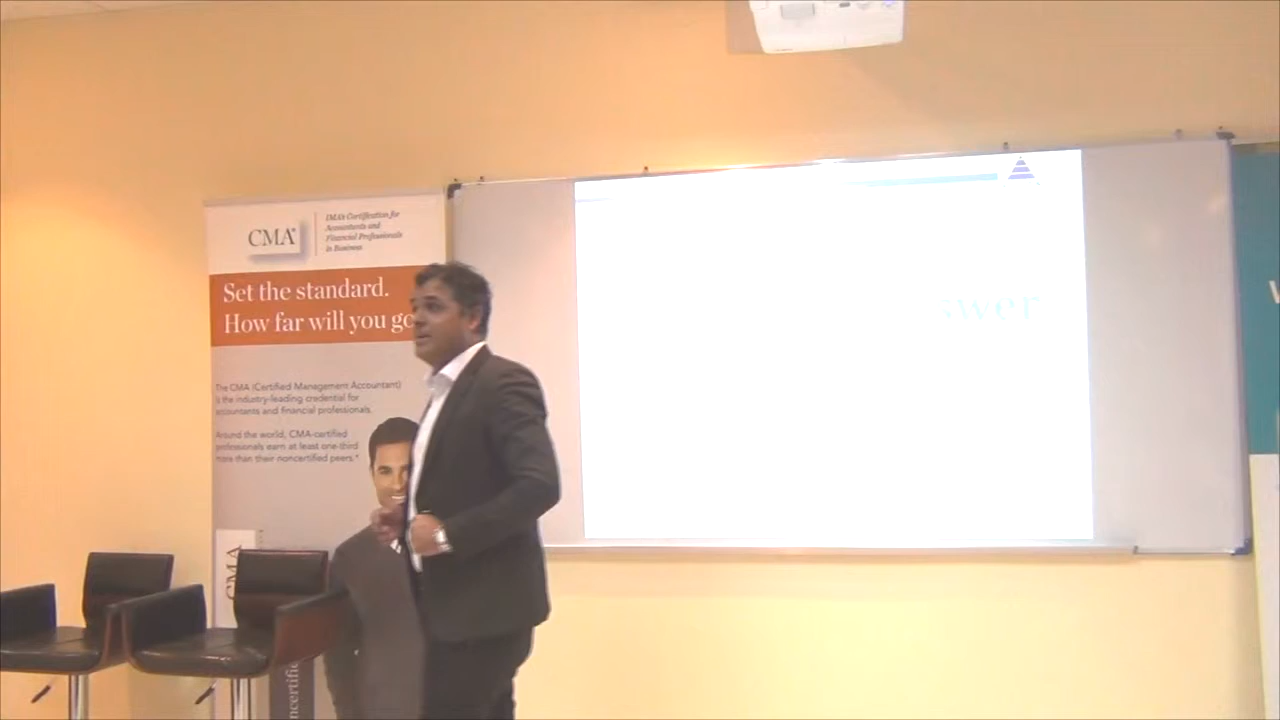 CMA®
IMA's Certification for
Accountants and
Financial Professionals
in Business
Set the standard.
How far will you go
The CMA (Certified Management Accountant)
is the industry-leading credential for
accountants and financial professionals.
Around the world, CMA-certified
professionals earn at least one-third
more than their noncertified peers.*
CMA
ncertifie
swer
W